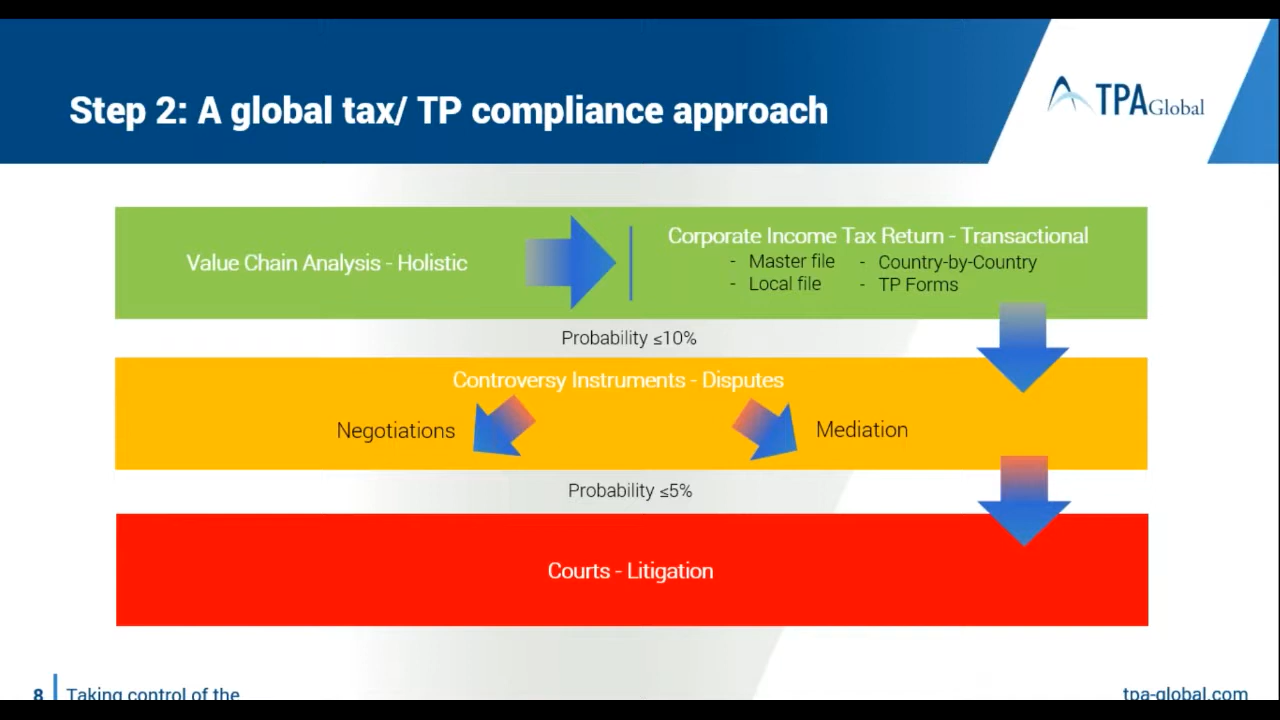 Step 2: A global tax/ TP compliance approach
TPA Global
Value Chain Analysis - Holistic
Corporate Income Tax Return - Transactional
- Master file - Country-by-Country
- Local file - TP Forms
Probability ≤10%
Controversy Instruments - Disputes
Negotiations
Mediation
Probability ≤5%
Courts - Litigation
8 Taking control of the
tpa-global.com